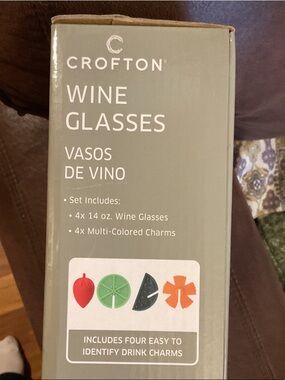 CROFTON
WINE
GLASSES
VASOS
DE VINO
• Set Includes:
• 4x 14 oz. Wine Glasses
• 4x Multi-Colored Charms
INCLUDES FOUR EASY TO
IDENTIFY DRINK CHARMS